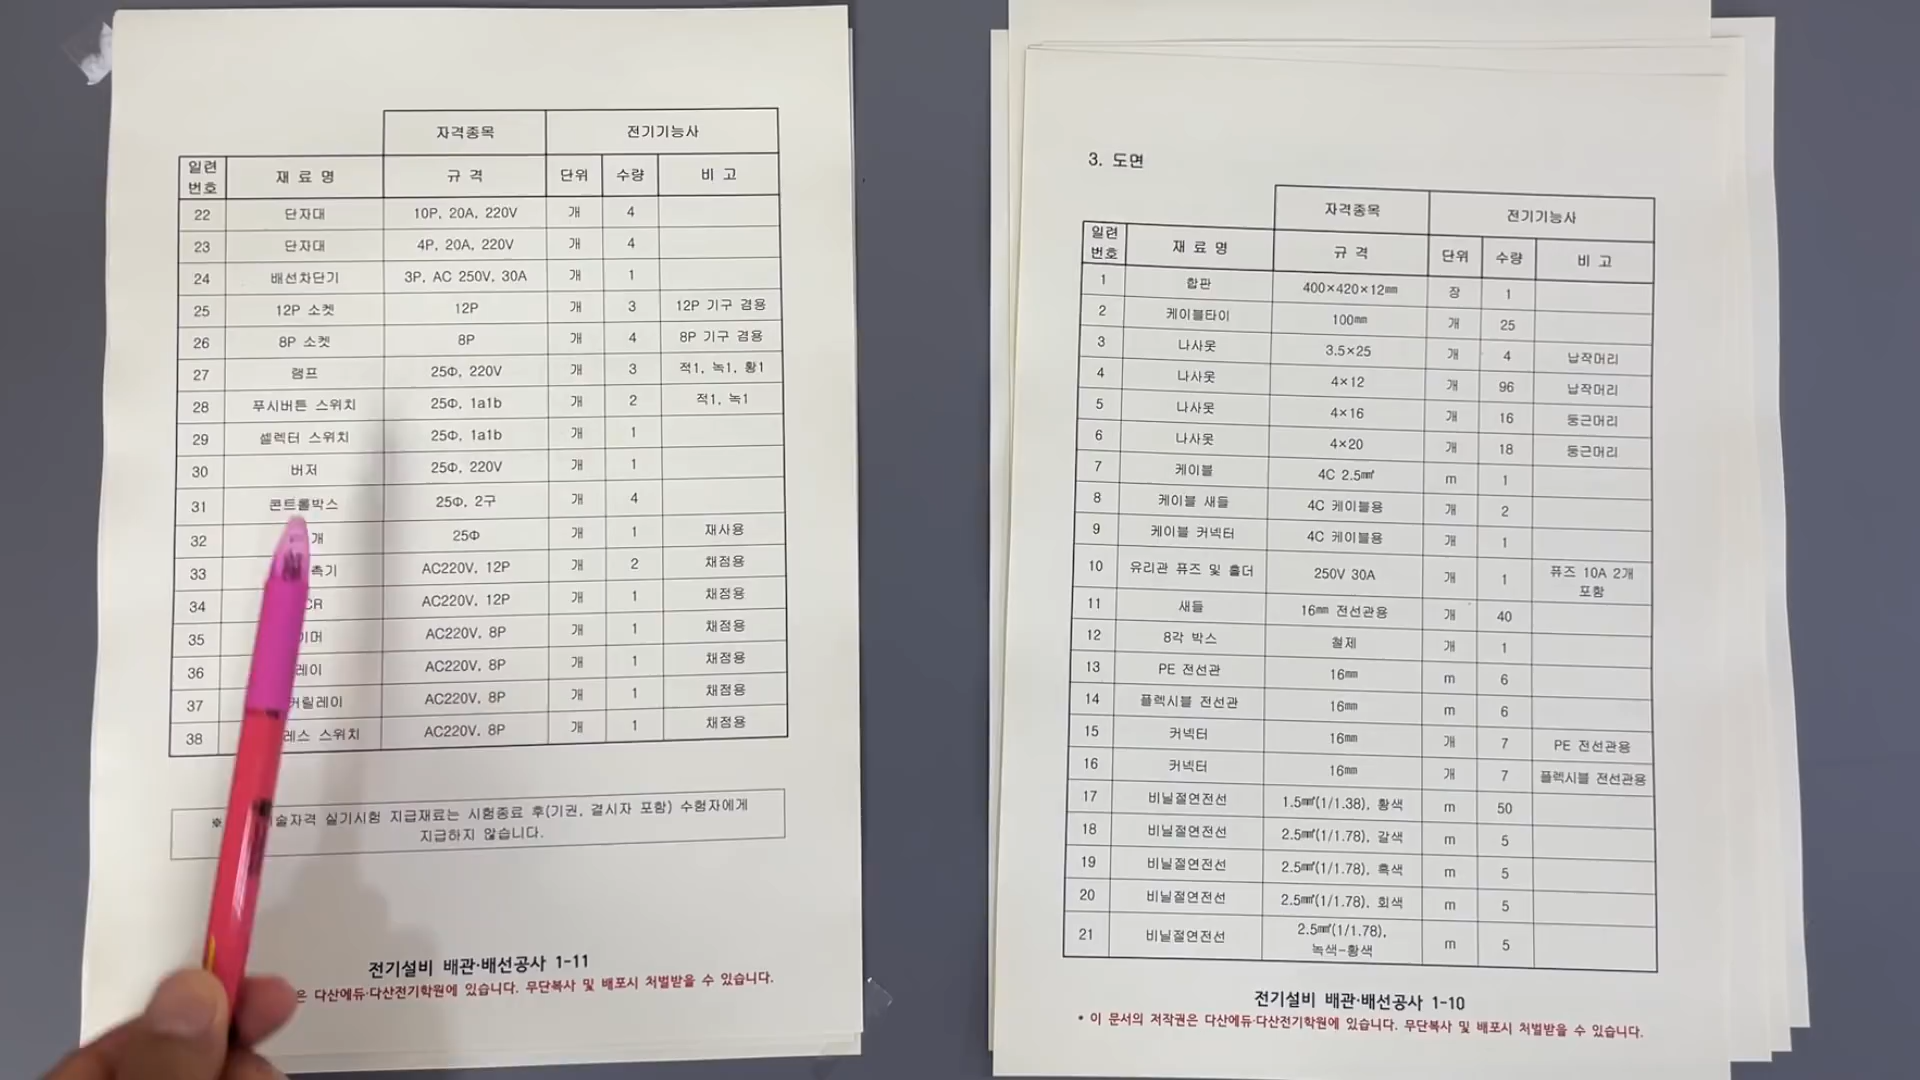 자격종목 전기기능사
일련번호 재 료 명 규 격 단위 수량 비 고
22 단자대 10P, 20A, 220V 개 4
23 단자대 4P, 20A, 220V 개 4
24 배선차단기 3P, AC 250V, 30A 개 1
25 12P 소켓 12P 개 3 12P 기구 겸용
26 8P 소켓 8P 개 4 8P 기구 겸용
27 램프 25Φ, 220V 개 3 적1, 녹1, 황1
28 푸시버튼 스위치 25Φ, 1a1b 개 2 적1, 녹1
29 셀렉터 스위치 25Φ, 1a1b 개 1
30 버저 25Φ, 220V 개 1
31 콘트롤박스 25Φ, 2구 개 4
32 개 25Φ 개 1 재사용
33 측기 AC220V, 12P 개 2 채점용
34 CR AC220V, 12P 개 1 채점용
35 이머 AC220V, 8P 개 1 채점용
36 레이 AC220V, 8P 개 1 채점용
37 커릴레이 AC220V, 8P 개 1 채점용
38 레스 스위치 AC220V, 8P 개 1 채점용
※ 술자격 실기시험 지급재료는 시험종료 후(기권, 결시자 포함) 수험자에게
지급하지 않습니다.
전기설비 배관·배선공사 1-11
은 다산에듀·다산전기학원에 있습니다. 무단복사 및 배포시 처벌받을 수 있습니다.
3. 도면
자격종목 전기기능사
일련번호 재 료 명 규 격 단위 수량 비 고
1 합판 400×420×12㎜ 장 1
2 케이블타이 100㎜ 개 25
3 나사못 3.5×25 개 4 납작머리
4 나사못 4×12 개 96 납작머리
5 나사못 4×16 개 16 둥근머리
6 나사못 4×20 개 18 둥근머리
7 케이블 4C 2.5㎟ m 1
8 케이블 새들 4C 케이블용 개 2
9 케이블 커넥터 4C 케이블용 개 1
10 유리관 퓨즈 및 홀더 250V 30A 개 1 퓨즈 10A 2개
포함
11 새들 16㎜ 전선관용 개 40
12 8각 박스 철제 개 1
13 PE 전선관 16㎜ m 6
14 플렉시블 전선관 16㎜ m 6
15 커넥터 16㎜ 개 7 PE 전선관용
16 커넥터 16㎜ 개 7 플렉시블 전선관용
17 비닐절연전선 1.5㎟(1/1.38), 황색 m 50
18 비닐절연전선 2.5㎟(1/1.78), 갈색 m 5
19 비닐절연전선 2.5㎟(1/1.78), 흑색 m 5
20 비닐절연전선 2.5㎟(1/1.78), 회색 m 5
21 비닐절연전선 2.5㎟(1/1.78),
녹색-황색 m 5
전기설비 배관·배선공사 1-10
• 이 문서의 저작권은 다산에듀·다산전기학원에 있습니다. 무단복사 및 배포시 처벌받을 수 있습니다.